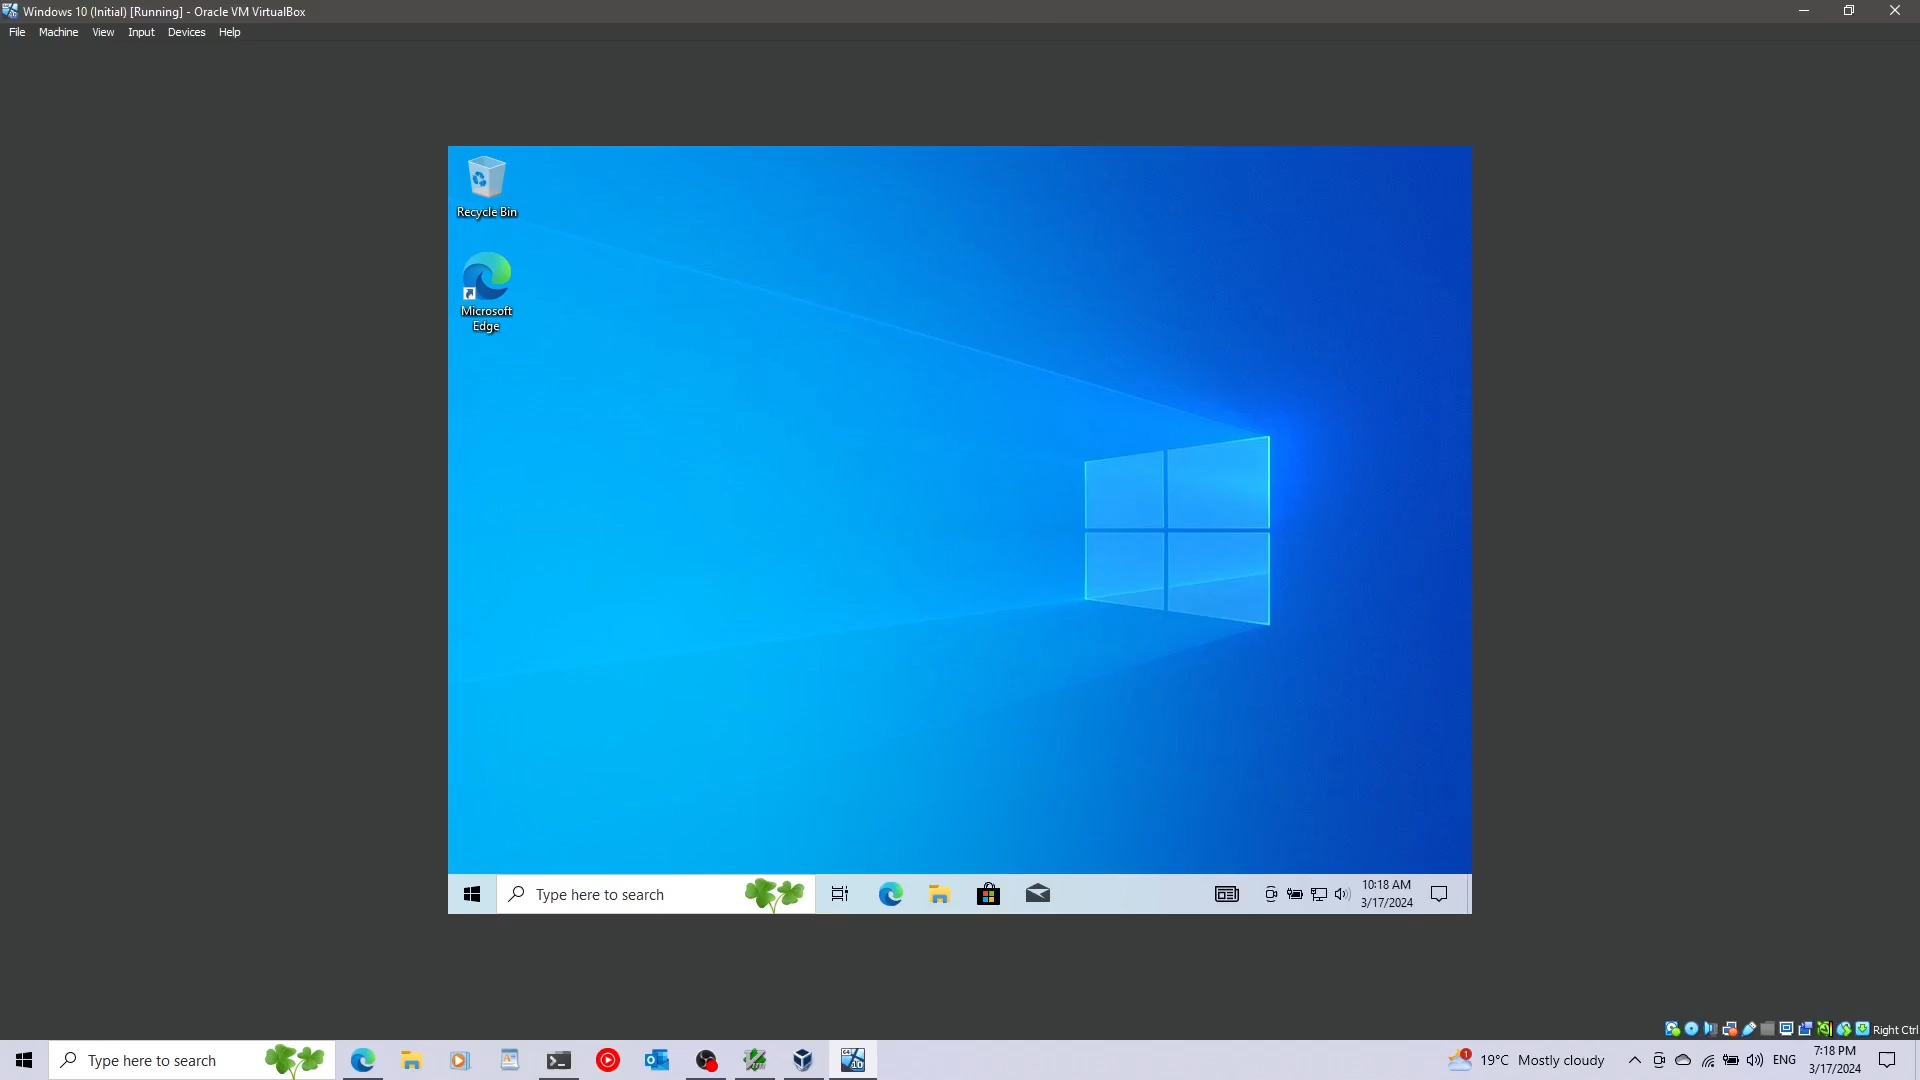 Windows 10 (Initial) [Running] - Oracle VM VirtualBox
File Machine View Input Devices Help
Recycle Bin
Microsoft
Edge
Type here to search
10:18 AM
3/17/2024
Right Ctrl
Type here to search
1
19°C Mostly cloudy
ENG
7:18 PM
3/17/2024